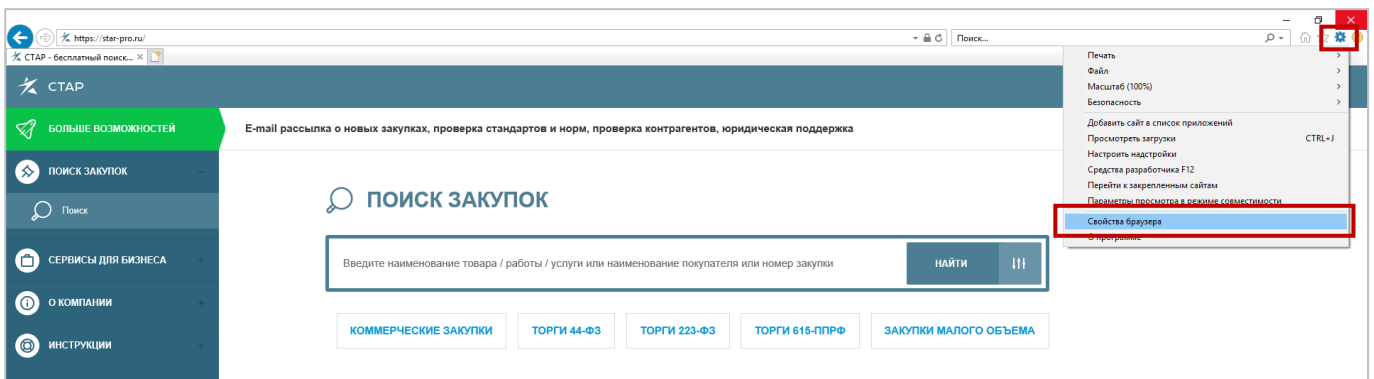 https://star-pro.ru/
Поиск...
СТАР - бесплатный поиск...
СТАР
БОЛЬШЕ ВОЗМОЖНОСТЕЙ
E-mail рассылка о новых закупках, проверка стандартов и норм, проверка контрагентов, юридическая поддержка
ПОИСК ЗАКУПОК
Поиск
СЕРВИСЫ ДЛЯ БИЗНЕСА
О КОМПАНИИ
ИНСТРУКЦИИ
ПОИСК ЗАКУПОК
Введите наименование товара / работы / услуги или наименование покупателя или номер закупки
НАЙТИ
КОММЕРЧЕСКИЕ ЗАКУПКИ
ТОРГИ 44-ФЗ
ТОРГИ 223-ФЗ
ТОРГИ 615-ППРФ
ЗАКУПКИ МАЛОГО ОБЪЕМА
Печать
Файл
Масштаб (100%)
Безопасность
Добавить сайт в список приложений
Просмотреть загрузки CTRL+J
Настроить надстройки
Средства разработчика F12
Перейти к закрепленным сайтам
Параметры просмотра в режиме совместимости
Свойства браузера
О программе